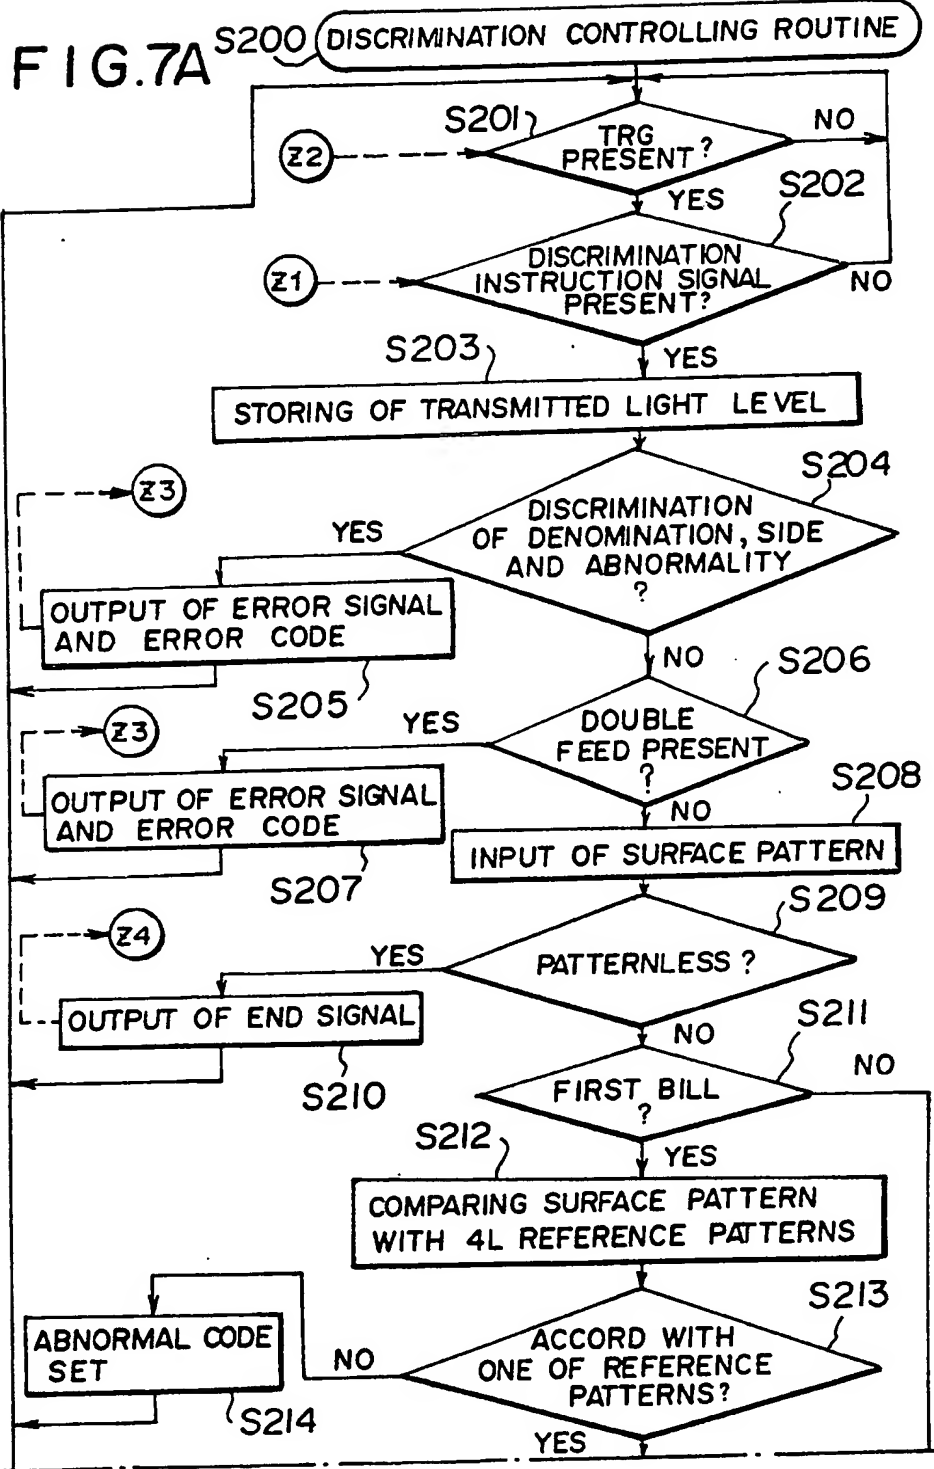 FIG.7A
S200
DISCRIMINATION CONTROLLING ROUTINE
S201
TRG
PRESENT?
NO
Z2
YES
S202
DISCRIMINATION
INSTRUCTION SIGNAL
PRESENT?
NO
Z1
YES
S203
STORING OF TRANSMITTED LIGHT LEVEL
S204
DISCRIMINATION
OF DENOMINATION, SIDE
AND ABNORMALITY
?
YES
Z3
OUTPUT OF ERROR SIGNAL
AND ERROR CODE
S205
NO
S206
DOUBLE
FEED PRESENT
?
YES
Z3
OUTPUT OF ERROR SIGNAL
AND ERROR CODE
S207
NO
S208
INPUT OF SURFACE PATTERN
S209
PATTERNLESS?
YES
Z4
OUTPUT OF END SIGNAL
S210
NO
S211
FIRST BILL
?
NO
YES
S212
COMPARING SURFACE PATTERN
WITH 4L REFERENCE PATTERNS
S213
ACCORD WITH
ONE OF REFERENCE
PATTERNS?
NO
ABNORMAL CODE
SET
S214
YES